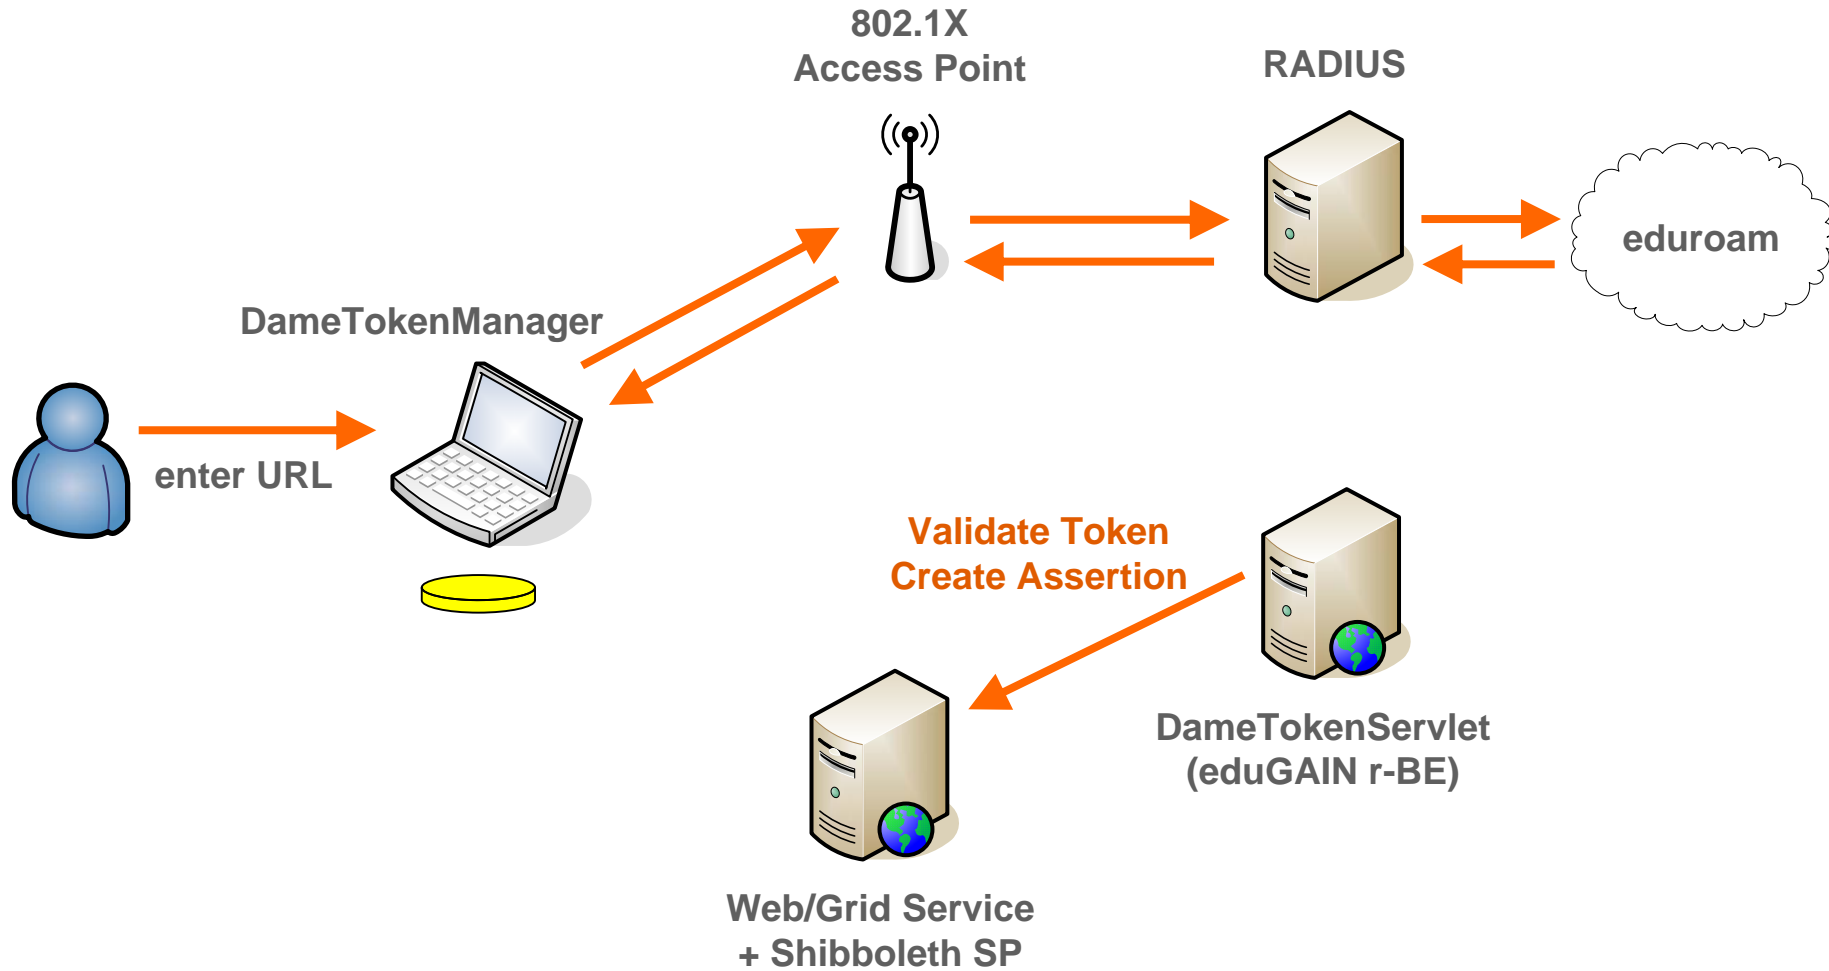 802.1X
Access Point
RADIUS
eduroam
DameTokenManager
enter URL
Validate Token
Create Assertion
DameTokenServlet
(eduGAIN r-BE)
Web/Grid Service
+ Shibboleth SP